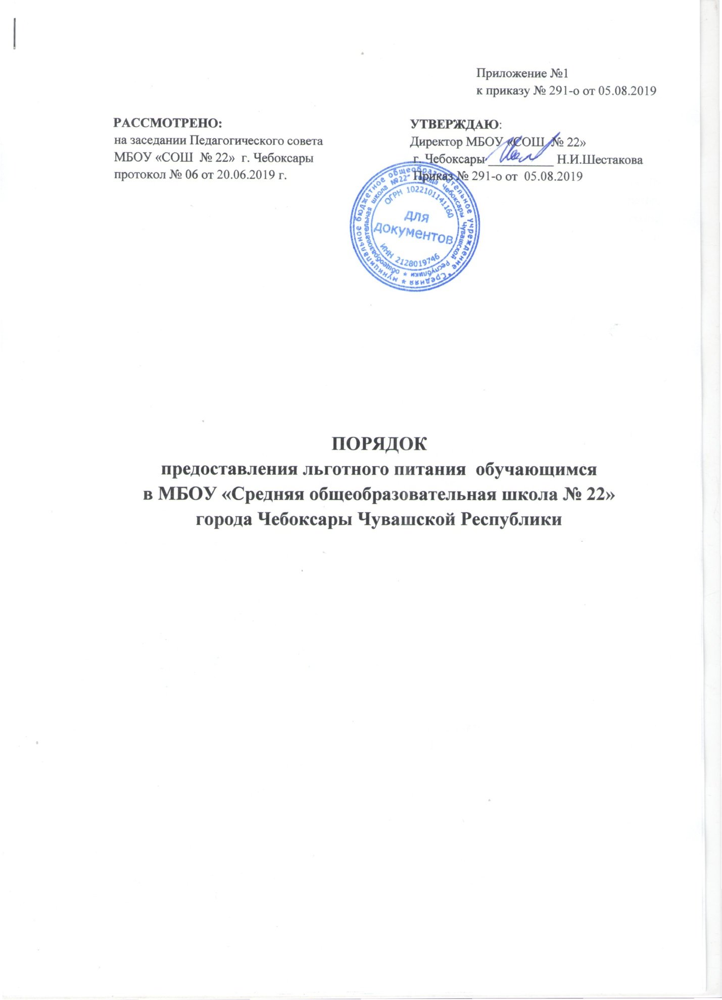 Приложение №1
к приказу № 291-о от 05.08.2019
РАССМОТРЕНО:
на заседании Педагогического совета
МБОУ «СОШ № 22» г. Чебоксары
протокол № 06 от 20.06.2019 г.
УТВЕРЖДАЮ:
Директор МБОУ «СОШ № 22»
г. Чебоксары __________ Н.И.Шестакова
Приказ № 291-о от 05.08.2019
муниципальное бюджетное общеобразовательное учреждение "Средняя
общеобразовательная школа №22" города Чебоксары Чувашской Республики
ОГРН 1022101141160
для
документов
ИНН 2128019746
ПОРЯДОК
предоставления льготного питания обучающимся
в МБОУ «Средняя общеобразовательная школа № 22»
города Чебоксары Чувашской Республики